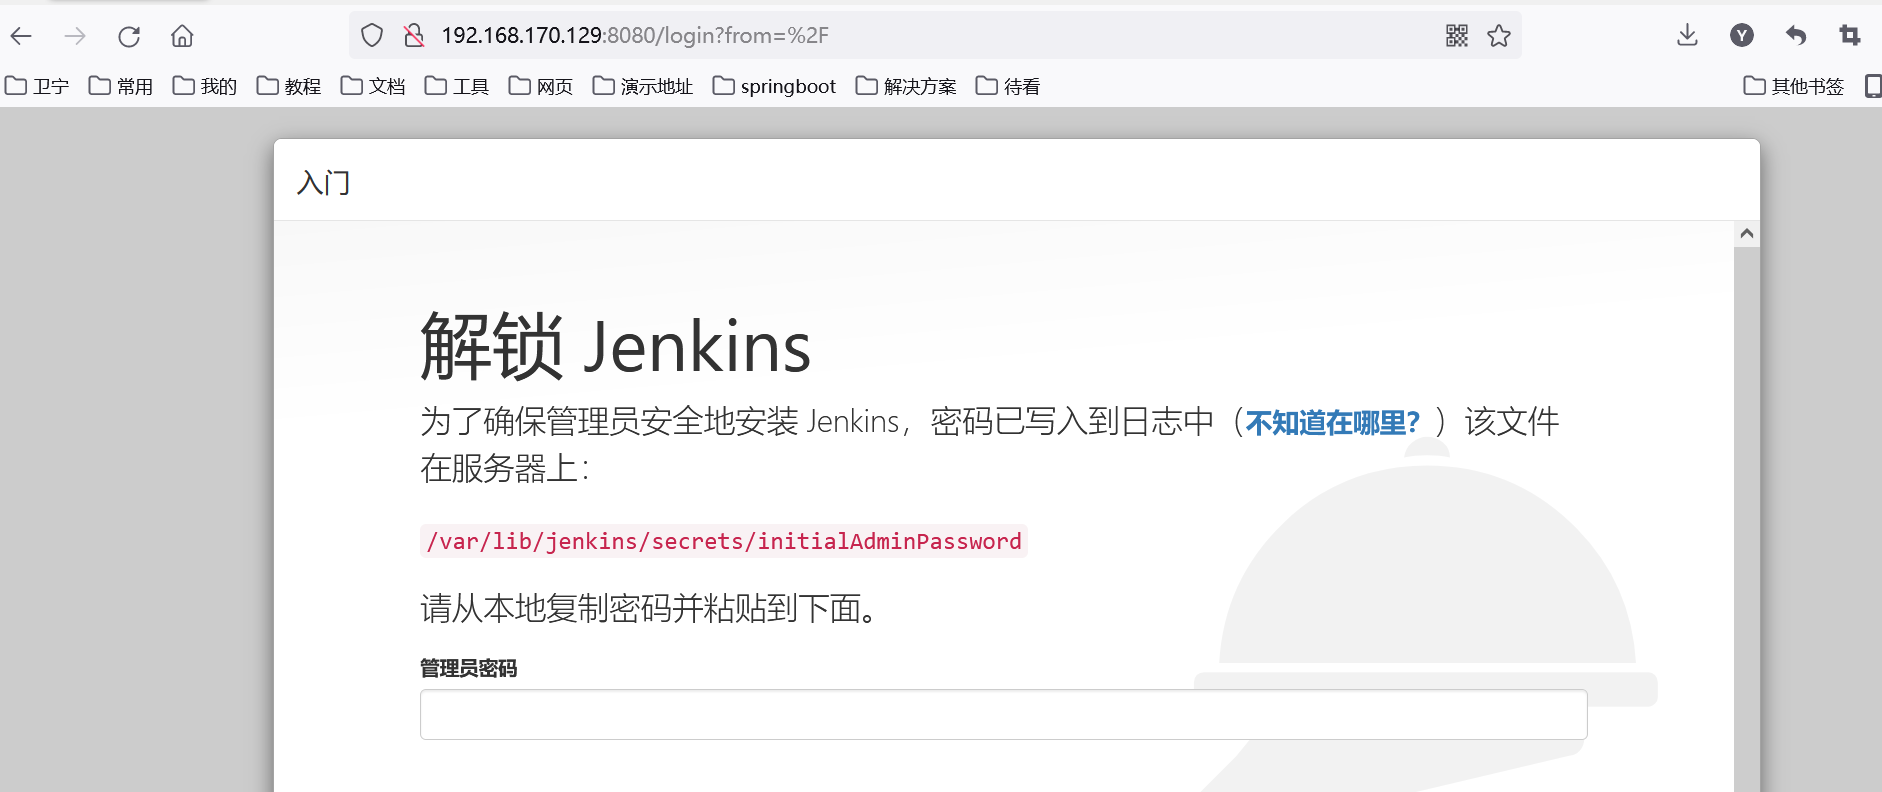 192.168.170.129:8080/login?from=%2F
Y
卫宁 常用 我的 教程 文档 工具 网页 演示地址 springboot 解决方案 待看 其他书签
入门
解锁 Jenkins
为了确保管理员安全地安装 Jenkins，密码已写入到日志中（不知道在哪里？）该文件
在服务器上：
/var/lib/jenkins/secrets/initialAdminPassword
请从本地复制密码并粘贴到下面。
管理员密码